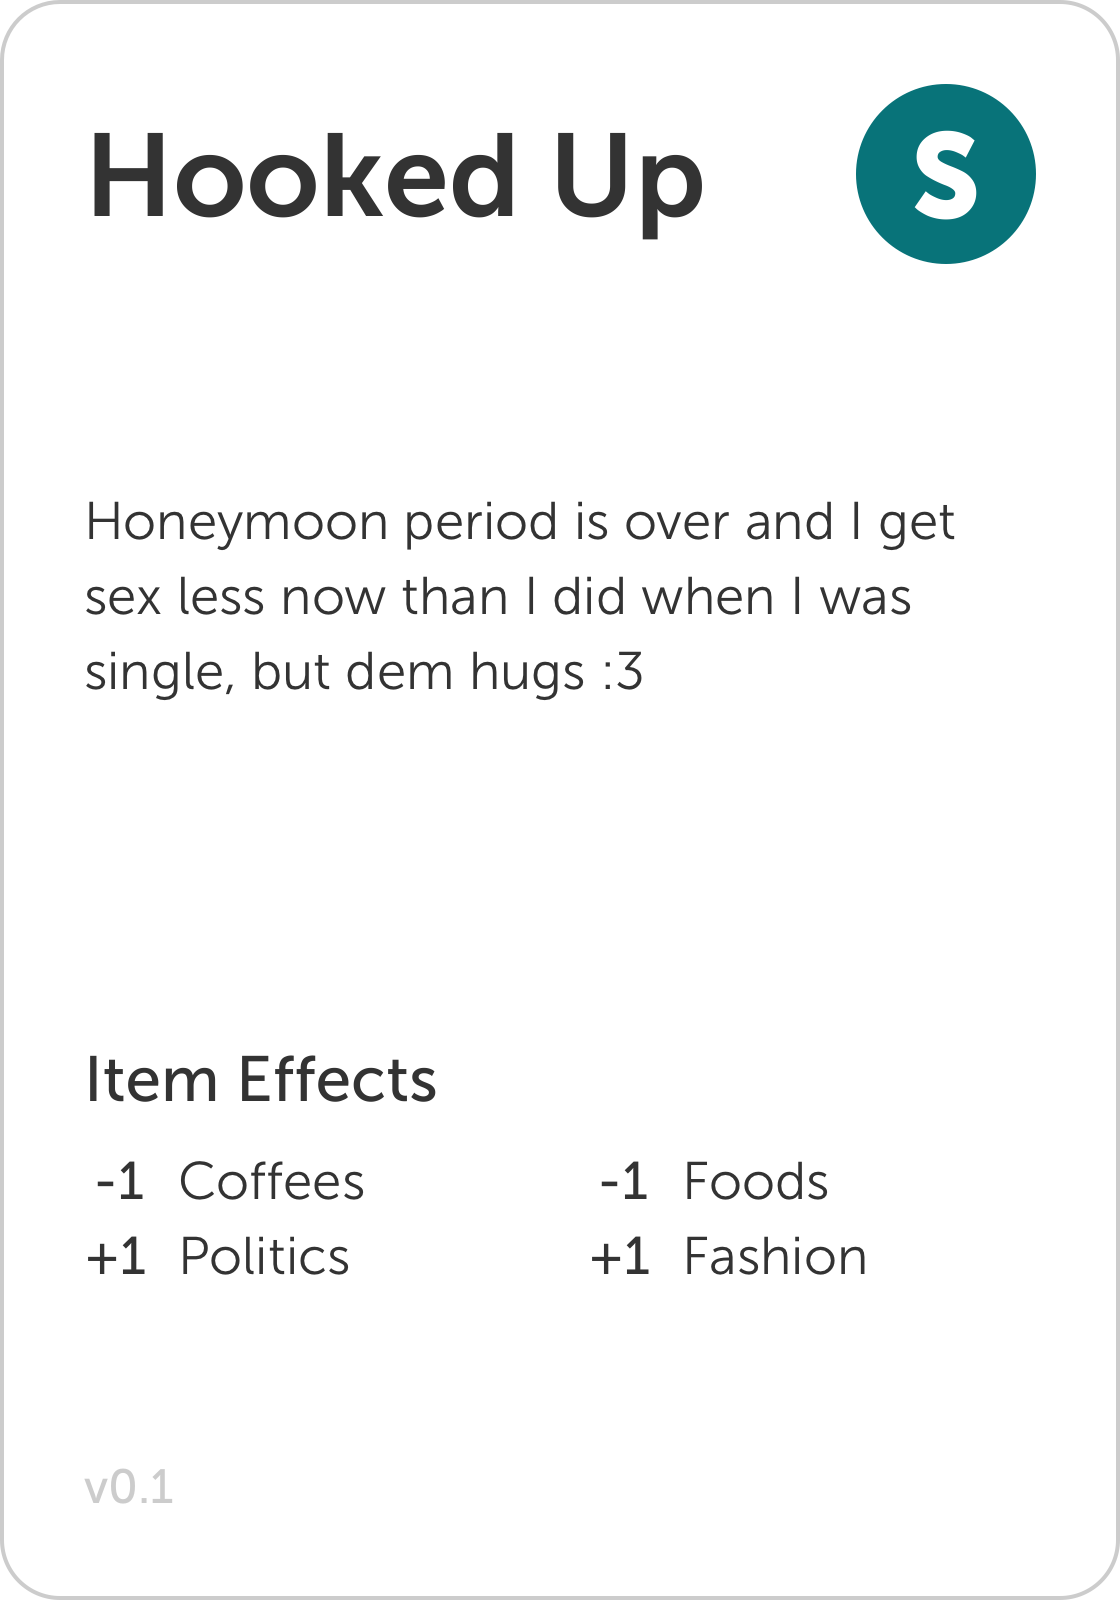 Hooked Up
S
Honeymoon period is over and I get
sex less now than I did when I was
single, but dem hugs :3
Item Effects
-1 Coffees -1 Foods
+1 Politics +1 Fashion
v0.1